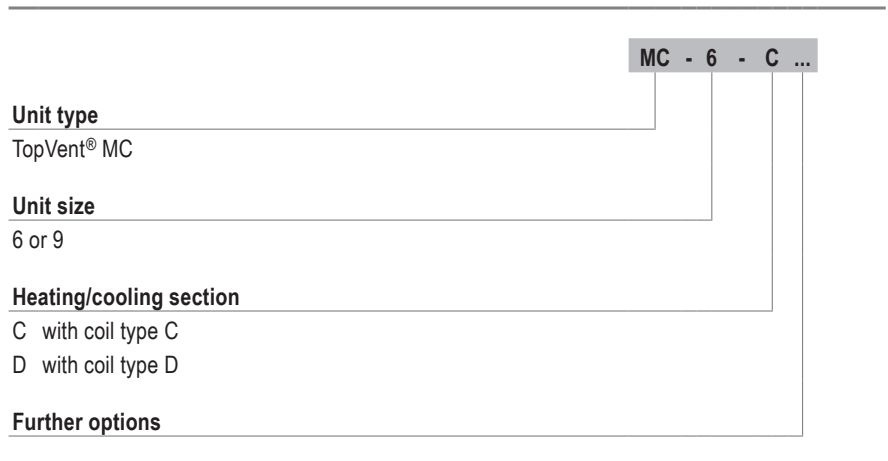 MC - 6 - C ...
Unit type
TopVent® MC
Unit size
6 or 9
Heating/cooling section
C with coil type C
D with coil type D
Further options